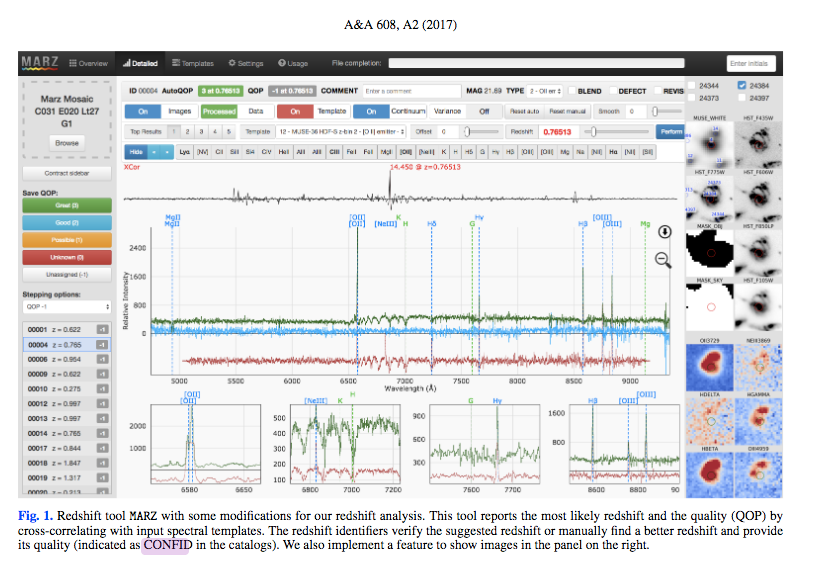 A&A 608, A2 (2017)
MARZ Overview Detailed Templates Settings Usage File completion: Enter initials
Marz Mosaic
C031 E020 Lt27
G1
Browse
Contract sidebar
Save QOP:
Great (3)
Good (2)
Possible (1)
Unknown (0)
Unassigned (-1)
Stepping options:
QOP -1
00001 z = 0.622 -1
00004 z = 0.765 -1
00006 z = 0.954 -1
00009 z = 0.622 -1
00010 z = 0.275 -1
00012 z = 0.997 -1
00013 z = 0.997 -1
00014 z = 0.765 -1
00017 z = 0.844 -1
00018 z = 1.847 -1
00019 z = 1.317 -1
00020 z = 0.213 -1
ID 00004 AutoQOP 3 at 0.76513 QOP -1 at 0.76513 COMMENT Enter a comment MAG 21.69 TYPE 2 - OII em BLEND DEFECT REVIS
On Images Processed Data On Template On Continuum Variance Off Reset auto Reset manual Smooth 0
Top Results 1 2 3 4 5 Template 12 - MUSE-38 HDF-S z-bin 2 - [OII] emitter - Offset 0 Redshift 0.76513 Perform
Hide Lyα [NV] CII SiII SiIV CIV HeII AlII AlIII CIII FeII FeII MgII [OII] [NeIII] K H Hδ G Hγ Hβ [OIII] [OIII] Mg Na [NII] Hα [NII] [SII]
XCor 14.458 @ z=0.76513
MgII [OII] K Hγ [OIII]
MgII [OII] [NeIII] H Hδ G Hβ [OIII] Mg
Relative Intensity
2400
1600
800
0
5000 5500 6000 6500 7000 7500 8000 8500 9000
Wavelength (Å)
[OII]
[OII]
2000
1000
6580 6650
H
[NeIII] K
500
400
300
200
100
6800 7000 7200
G Hγ
900
600
300
7600 7700
[OIII]
Hβ [OIII]
1600
800
8600 8800 90
24344 24384
24373 24397
MUSE_WHITE HST_F435W
HST_F775W HST_F606W
MASK_OBJ HST_F850LP
MASK_SKY HST_F105W
OII3729 NEIII3869
HDELTA HGAMMA
HBETA OIII4959
Fig. 1. Redshift tool MARZ with some modifications for our redshift analysis. This tool reports the most likely redshift and the quality (QOP) by
cross-correlating with input spectral templates. The redshift identifiers verify the suggested redshift or manually find a better redshift and provide
its quality (indicated as CONFID in the catalogs). We also implement a feature to show images in the panel on the right.